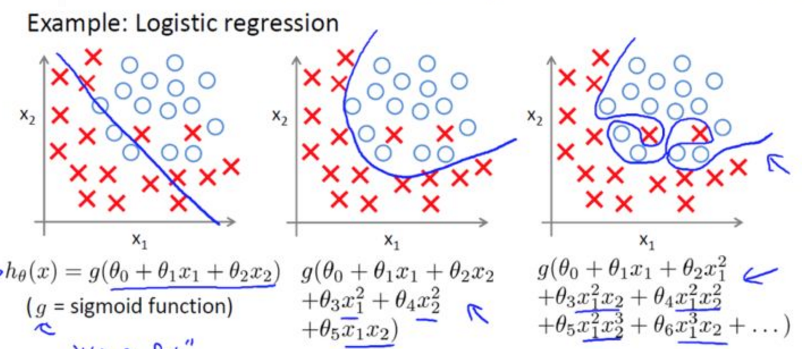 Example: Logistic regression
x₂
x₁
x₂
x₁
x₂
x₁
h_θ(x) = g(θ₀ + θ₁x₁ + θ₂x₂)
(g = sigmoid function)
g(θ₀ + θ₁x₁ + θ₂x₂
+θ₃x₁² + θ₄x₂²
+θ₅x₁x₂)
g(θ₀ + θ₁x₁ + θ₂x₁²
+θ₃x₁²x₂ + θ₄x₁²x₂²
+θ₅x₁²x₂³ + θ₆x₁³x₂ + . . . )